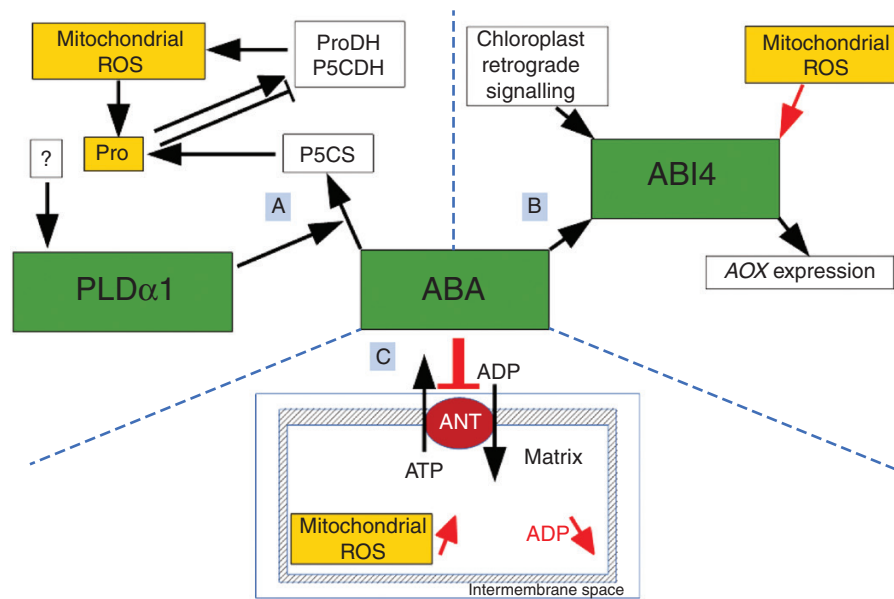 Mitochondrial
ROS
ProDH
P5CDH
?
Pro
P5CS
A
PLDα1
ABA
Chloroplast
retrograde
signalling
Mitochondrial
ROS
ABI4
B
AOX expression
C
ADP
ANT
ATP
Matrix
Mitochondrial
ROS
ADP
Intermembrane space